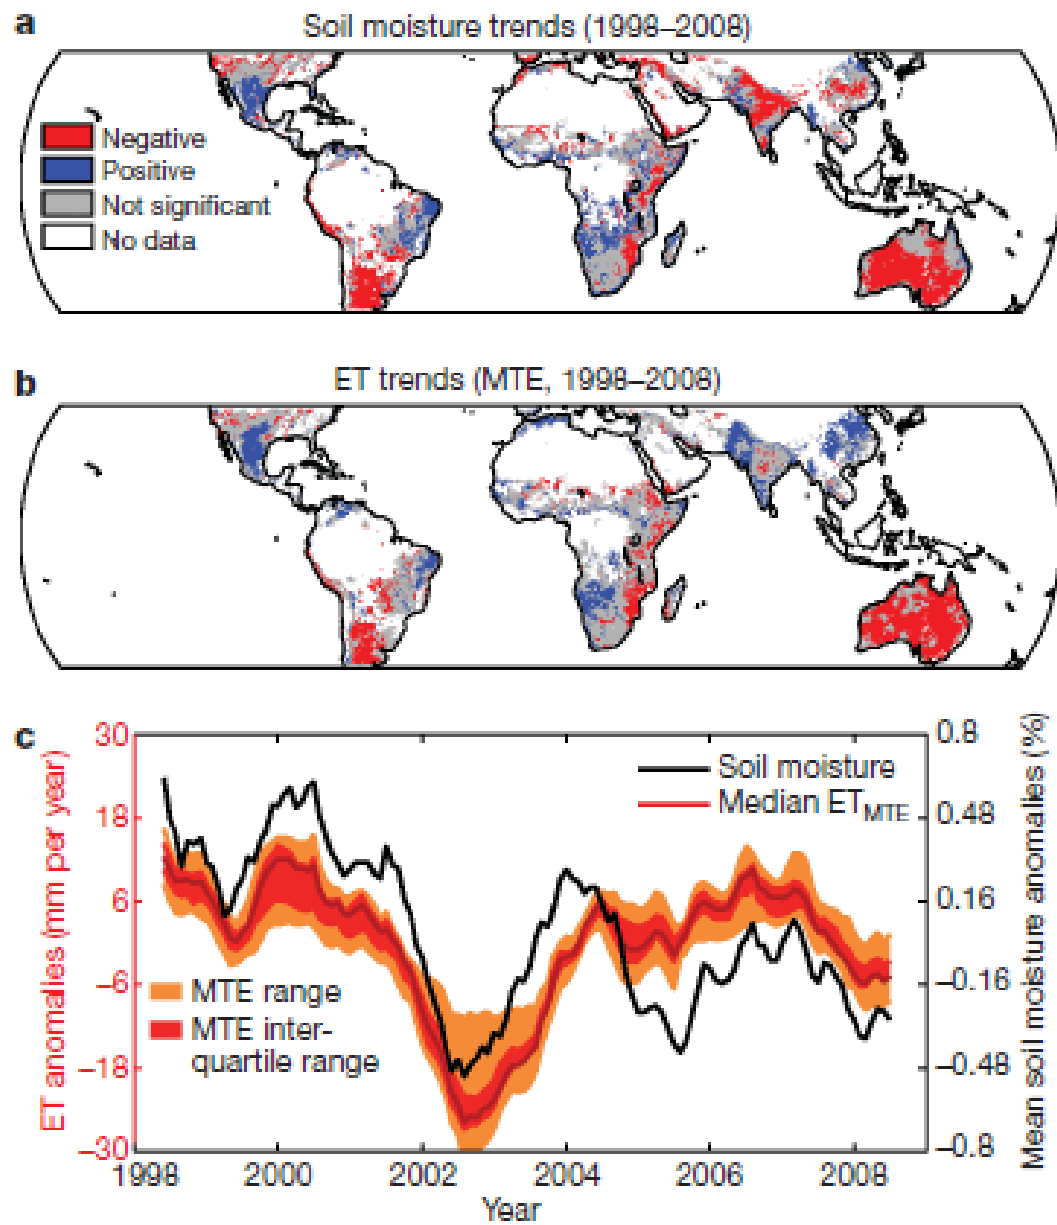 a
Soil moisture trends (1998–2008)
Negative
Positive
Not significant
No data
b
ET trends (MTE, 1998–2008)
c
ET anomalies (mm per year)
30
18
6
–6
–18
–30
Soil moisture
Median ET_MTE
MTE range
MTE inter-
quartile range
0.8
0.48
0.16
–0.16
–0.48
–0.8
Mean soil moisture anomalies (%)
1998
2000
2002
2004
2006
2008
Year